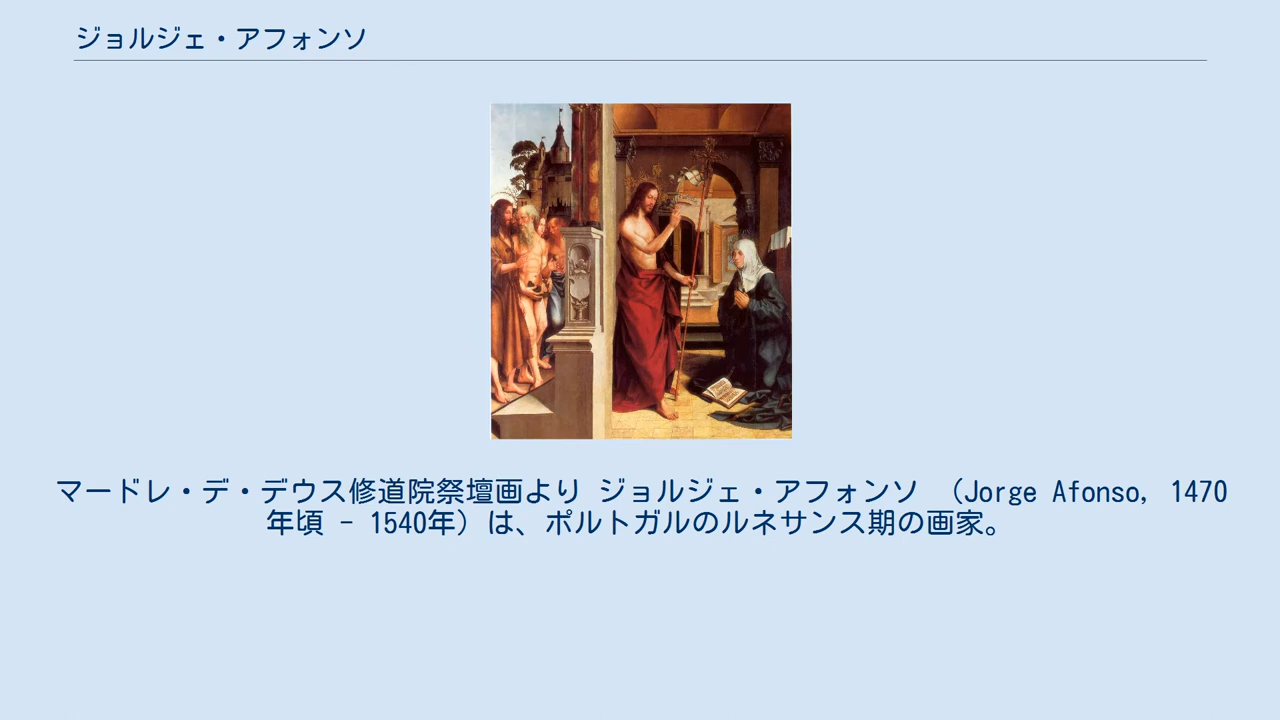 ジョルジェ・アフォンソ
マードレ・デ・デウス修道院祭壇画より ジョルジェ・アフォンソ （Jorge Afonso, 1470
年頃 - 1540年）は、ポルトガルのルネサンス期の画家。